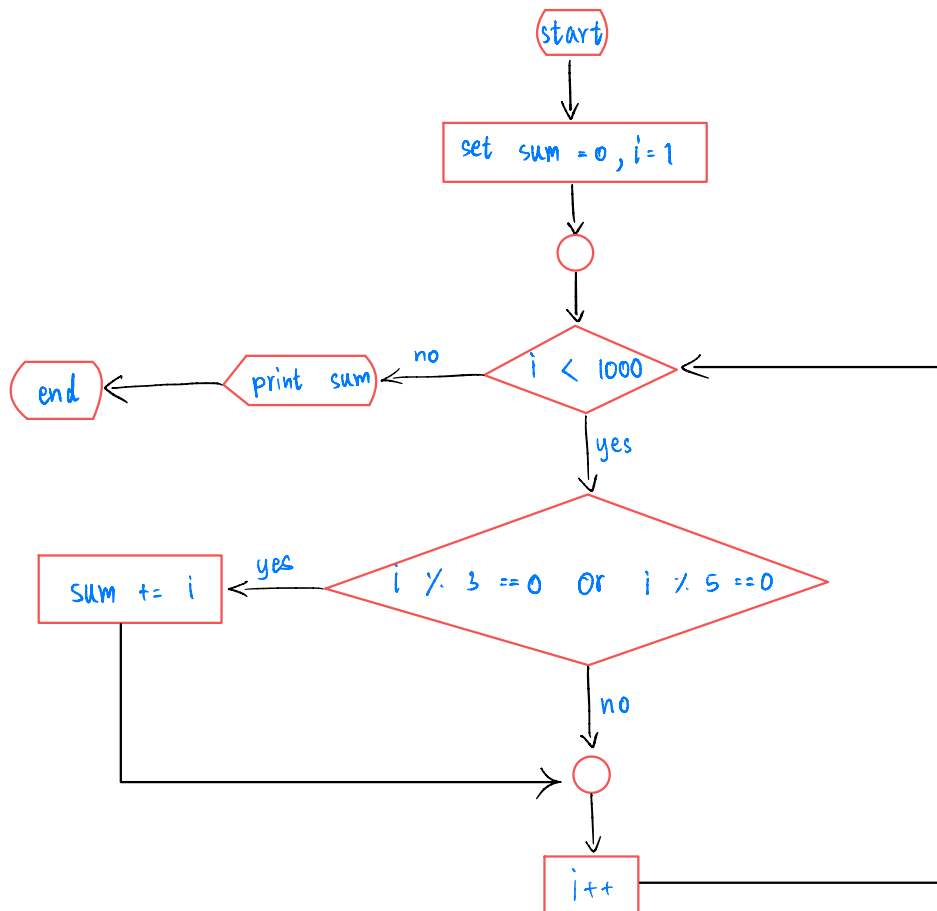 start
set sum = 0, i = 1
i < 1000
no
print sum
end
yes
i % 3 == 0 or i % 5 == 0
yes
sum += i
no
i++